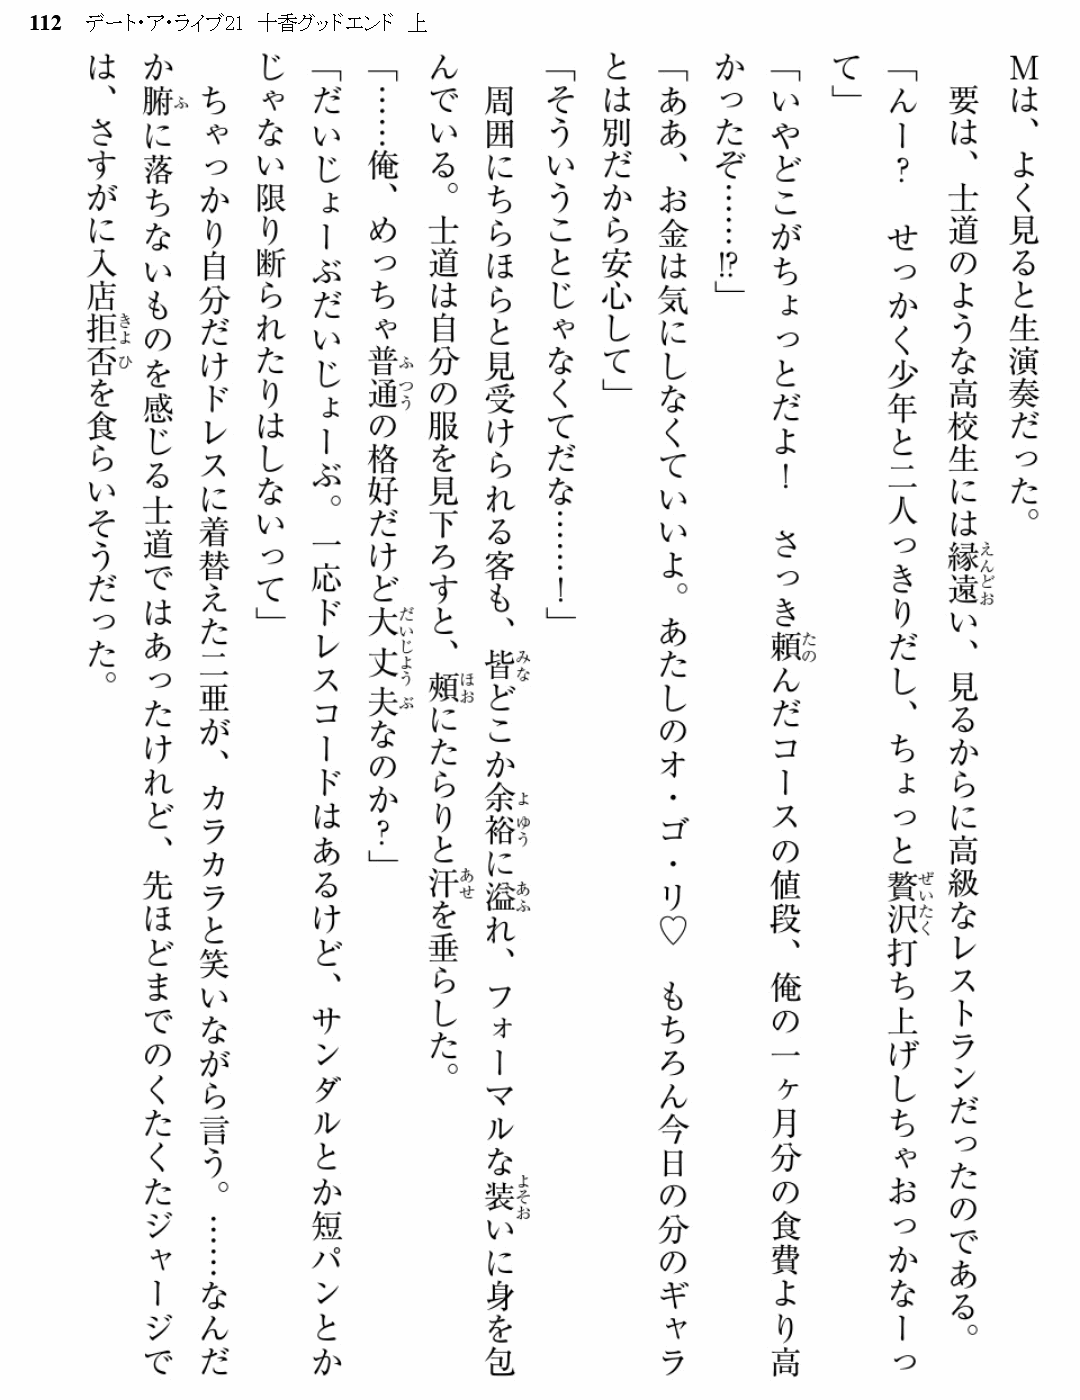 112 デート・ア・ライブ21 十香グッドエンド 上
Mは、よく見ると生演奏だった。
　要は、士道のような高校生には縁遠い、見るからに高級なレストランだったのである。
「んー？　せっかく少年と二人っきりだし、ちょっと贅沢打ち上げしちゃおっかなーっ
て」
「いやどこがちょっとだよ！　さっき頼んだコースの値段、俺の一ヶ月分の食費より高
かったぞ……⁉」
「ああ、お金は気にしなくていいよ。あたしのオ・ゴ・リ♡　もちろん今日の分のギャラ
とは別だから安心して」
「そういうことじゃなくてだな……！」
　周囲にちらほらと見受けられる客も、皆どこか余裕に溢れ、フォーマルな装いに身を包
んでいる。士道は自分の服を見下ろすと、頰にたらりと汗を垂らした。
「……俺、めっちゃ普通の格好だけど大丈夫なのか？」
「だいじょーぶだいじょーぶ。一応ドレスコードはあるけど、サンダルとか短パンとか
じゃない限り断られたりはしないって」
　ちゃっかり自分だけドレスに着替えた二亜が、カラカラと笑いながら言う。……なんだ
か腑に落ちないものを感じる士道ではあったけれど、先ほどまでのくたくたジャージで
は、さすがに入店拒否を食らいそうだった。